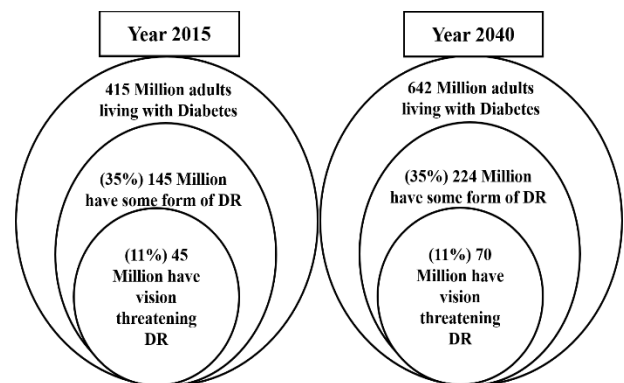 Year 2015
415 Million adults
living with Diabetes
(35%) 145 Million
have some form of DR
(11%) 45
Million have
vision
threatening
DR
Year 2040
642 Million adults
living with Diabetes
(35%) 224 Million
have some form of DR
(11%) 70
Million have
vision
threatening
DR